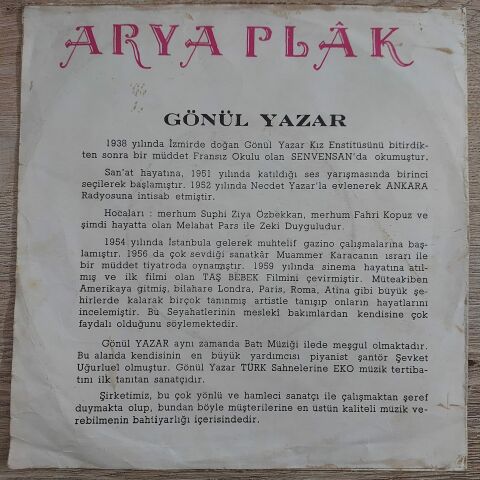 ARYA PLÂK
GÖNÜL YAZAR
1938 yılında İzmirde doğan Gönül Yazar Kız Enstitüsünü bitirdik-
ten sonra bir müddet Fransız Okulu olan SENVENSAN'da okumuştur.
San'at hayatına, 1951 yılında katıldığı ses yarışmasında birinci
seçilerek başlamıştır. 1952 yılında Necdet Yazar'la evlenerek ANKARA
Radyosuna intisab etmiştir.
Hocaları : merhum Suphi Ziya Özbekkan, merhum Fahri Kopuz ve
şimdi hayatta olan Melahat Pars ile Zeki Duyguludur.
1954 yılında İstanbula gelerek muhtelif gazino çalışmalarına baş-
lamıştır. 1956 da çok sevdiği sanatkâr Muammer Karacanın ısrarı ile
bir müddet tiyatroda oynamıştır. 1959 yılında sinema hayatına atıl-
mış ve ilk filmi olan TAŞ BEBEK Filmini çevirmiştir. Müteakiben
Amerikaya gitmiş, bilahare Londra, Paris, Roma, Atina gibi büyük şe-
hirlerde kalarak birçok tanınmış artistle tanışıp onların hayatlarını
incelemiştir. Bu Seyahatlerinin mesleki bakımlardan kendisine çok
faydalı olduğunu söylemektedir.
Gönül YAZAR aynı zamanda Batı Müziği ilede meşgul olmaktadır.
Bu alanda kendisinin en büyük yardımcısı piyanist şantör Şevket
Uğurluel olmuştur. Gönül Yazar TÜRK Sahnelerine EKO müzik tertiba-
tını ilk tanıtan sanatçıdır.
Şirketimiz, bu çok yönlü ve hamleci sanatçı ile çalışmaktan şeref
duymakta olup, bundan böyle müşterilerine en üstün kaliteli müzik ve-
rebilmenin bahtiyarlığı içerisindedir.